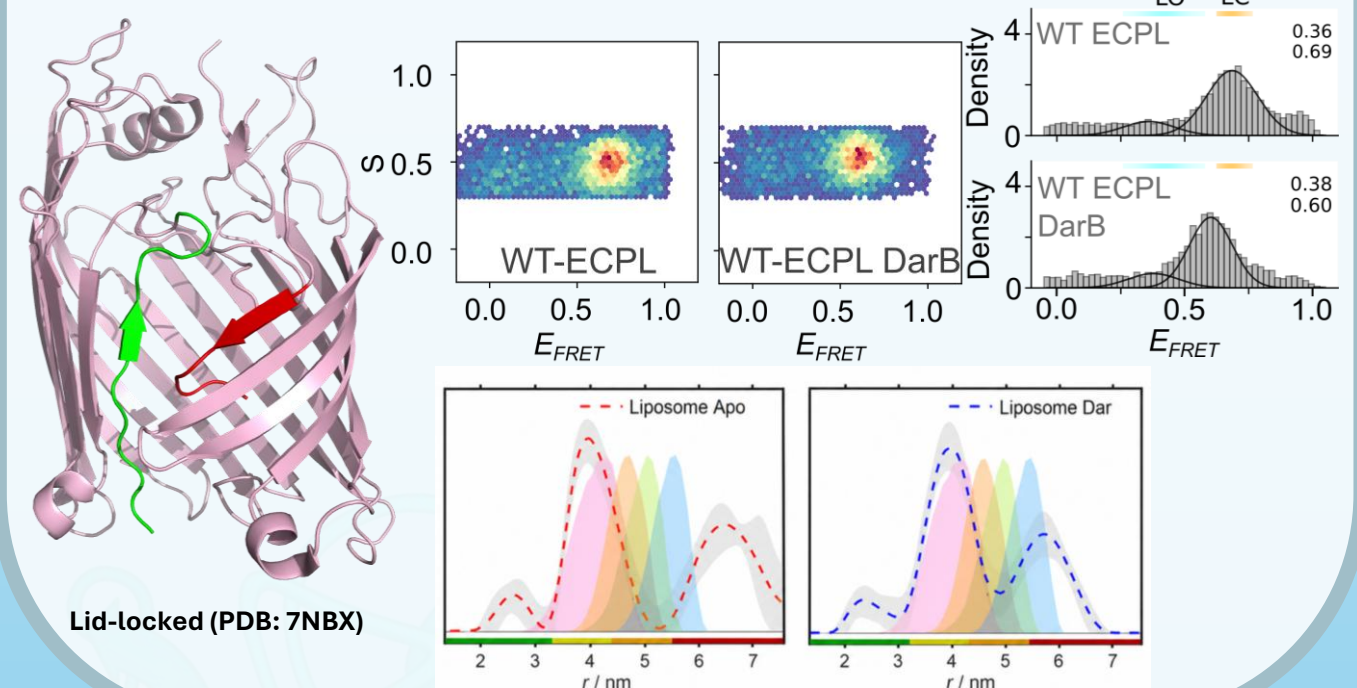 Lid-locked (PDB: 7NBX)
S
1.0
0.5
0.0
WT-ECPL
0.0 0.5 1.0
E_FRET
WT-ECPL DarB
0.0 0.5 1.0
E_FRET
Density
4
0
WT ECPL
0.36
0.69
Density
4
0
WT ECPL
DarB
0.38
0.60
0.0 0.5 1.0
E_FRET
Liposome Apo
2 3 4 5 6 7
r / nm
Liposome Dar
2 3 4 5 6 7
r / nm